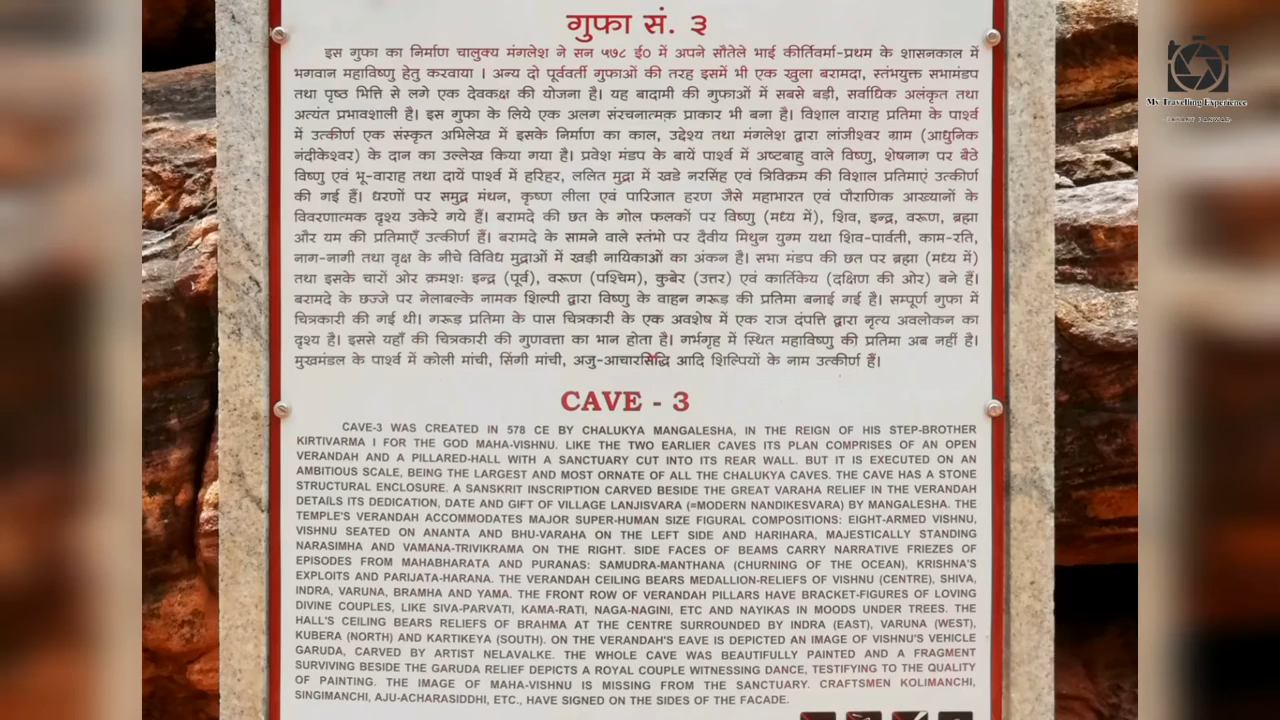 गुफा सं. ३
इस गुफा का निर्माण चालुक्य मंगलेश ने सन ५७८ ई० में अपने सौतेले भाई कीर्तिवर्मा-प्रथम के शासनकाल में
भगवान महाविष्णु हेतु करवाया । अन्य दो पूर्ववर्ती गुफाओं की तरह इसमें भी एक खुला बरामदा, स्तंभयुक्त सभामंडप
तथा पृष्ठ भित्ति से लगे एक देवकक्ष की योजना है। यह बादामी की गुफाओं में सबसे बड़ी, सर्वाधिक अलंकृत तथा
अत्यंत प्रभावशाली है। इस गुफा के लिये एक अलग संरचनात्मक़ प्राकार भी बना है। विशाल वाराह प्रतिमा के पार्श्व
में उत्कीर्ण एक संस्कृत अभिलेख में इसके निर्माण का काल, उद्देश्य तथा मंगलेश द्वारा लांजीश्वर ग्राम (आधुनिक
नंदीकेश्वर) के दान का उल्लेख किया गया है। प्रवेश मंडप के बायें पार्श्व में अष्टबाहु वाले विष्णु, शेषनाग पर बैठे
विष्णु एवं भू-वाराह तथा दायें पार्श्व में हरिहर, ललित मुद्रा में खडे नरसिंह एवं त्रिविक्रम की विशाल प्रतिमाएं उत्कीर्ण
की गई हैं। धरणों पर समुद्र मंथन, कृष्ण लीला एवं पारिजात हरण जैसे महाभारत एवं पौराणिक आख्यानों के
विवरणात्मक दृश्य उकेरे गये हैं। बरामदे की छत के गोल फलकों पर विष्णु (मध्य में), शिव, इन्द्र, वरूण, ब्रह्मा
और यम की प्रतिमाएँ उत्कीर्ण हैं। बरामदे के सामने वाले स्तंभो पर दैवीय मिथुन युग्म यथा शिव-पार्वती, काम-रति,
नाग-नागी तथा वृक्ष के नीचे विविध मुद्राओं में खडी नायिकाओं का अंकन है। सभा मंडप की छत पर ब्रह्मा (मध्य में)
तथा इसके चारों ओर क्रमशः इन्द्र (पूर्व), वरूण (पश्चिम), कुबेर (उत्तर) एवं कार्तिकेय (दक्षिण की ओर) बने हैं।
बरामदे के छज्जे पर नेलाबल्के नामक शिल्पी द्वारा विष्णु के वाहन गरूड़ की प्रतिमा बनाई गई है। सम्पूर्ण गुफा में
चित्रकारी की गई थी। गरूड़ प्रतिमा के पास चित्रकारी के एक अवशेष में एक राज दंपत्ति द्वारा नृत्य अवलोकन का
दृश्य है। इससे यहाँ की चित्रकारी की गुणवत्ता का भान होता है। गर्भगृह में स्थित महाविष्णु की प्रतिमा अब नहीं है।
मुखमंडल के पार्श्व में कोली मांची, सिंगी मांची, अजु-आचारसिद्धि आदि शिल्पियों के नाम उत्कीर्ण हैं।
CAVE - 3
CAVE-3 WAS CREATED IN 578 CE BY CHALUKYA MANGALESHA, IN THE REIGN OF HIS STEP-BROTHER
KIRTIVARMA I FOR THE GOD MAHA-VISHNU. LIKE THE TWO EARLIER CAVES ITS PLAN COMPRISES OF AN OPEN
VERANDAH AND A PILLARED-HALL WITH A SANCTUARY CUT INTO ITS REAR WALL. BUT IT IS EXECUTED ON AN
AMBITIOUS SCALE, BEING THE LARGEST AND MOST ORNATE OF ALL THE CHALUKYA CAVES. THE CAVE HAS A STONE
STRUCTURAL ENCLOSURE. A SANSKRIT INSCRIPTION CARVED BESIDE THE GREAT VARAHA RELIEF IN THE VERANDAH
DETAILS ITS DEDICATION, DATE AND GIFT OF VILLAGE LANJISVARA (=MODERN NANDIKESVARA) BY MANGALESHA. THE
TEMPLE'S VERANDAH ACCOMMODATES MAJOR SUPER-HUMAN SIZE FIGURAL COMPOSITIONS: EIGHT-ARMED VISHNU,
VISHNU SEATED ON ANANTA AND BHU-VARAHA ON THE LEFT SIDE AND HARIHARA, MAJESTICALLY STANDING
NARASIMHA AND VAMANA-TRIVIKRAMA ON THE RIGHT. SIDE FACES OF BEAMS CARRY NARRATIVE FRIEZES OF
EPISODES FROM MAHABHARATA AND PURANAS: SAMUDRA-MANTHANA (CHURNING OF THE OCEAN), KRISHNA'S
EXPLOITS AND PARIJATA-HARANA. THE VERANDAH CEILING BEARS MEDALLION-RELIEFS OF VISHNU (CENTRE), SHIVA,
INDRA, VARUNA, BRAMHA AND YAMA. THE FRONT ROW OF VERANDAH PILLARS HAVE BRACKET-FIGURES OF LOVING
DIVINE COUPLES, LIKE SIVA-PARVATI, KAMA-RATI, NAGA-NAGINI, ETC AND NAYIKAS IN MOODS UNDER TREES. THE
HALL'S CEILING BEARS RELIEFS OF BRAHMA AT THE CENTRE SURROUNDED BY INDRA (EAST), VARUNA (WEST),
KUBERA (NORTH) AND KARTIKEYA (SOUTH). ON THE VERANDAH'S EAVE IS DEPICTED AN IMAGE OF VISHNU'S VEHICLE
GARUDA, CARVED BY ARTIST NELAVALKE. THE WHOLE CAVE WAS BEAUTIFULLY PAINTED AND A FRAGMENT
SURVIVING BESIDE THE GARUDA RELIEF DEPICTS A ROYAL COUPLE WITNESSING DANCE, TESTIFYING TO THE QUALITY
OF PAINTING. THE IMAGE OF MAHA-VISHNU IS MISSING FROM THE SANCTUARY. CRAFTSMEN KOLIMANCHI,
SINGIMANCHI, AJU-ACHARASIDDHI, ETC., HAVE SIGNED ON THE SIDES OF THE FACADE.
My Travelling Experience